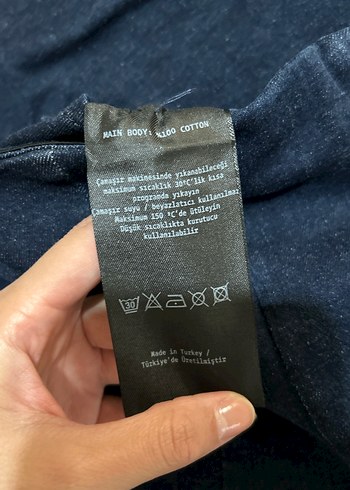 MAIN BODY: %100 COTTON
Çamaşır makinesinde yıkanabileceği
maksimum sıcaklık 30°C'lik kısa
programda yıkayın
Çamaşır suyu / beyazlatıcı kullanılmaz
Maksimum 150 °C'de ütüleyin
Düşük sıcaklıkta kurutucu
kullanılabilir
30
Made in Turkey /
Türkiye'de Üretilmiştir